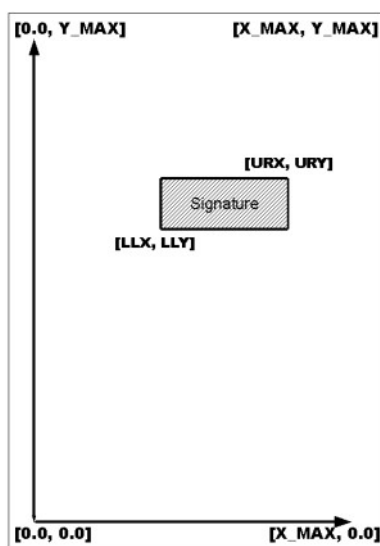 [0.0, Y_MAX] [X_MAX, Y_MAX]
[URX, URY]
Signature
[LLX, LLY]
[0.0, 0.0] [X_MAX, 0.0]